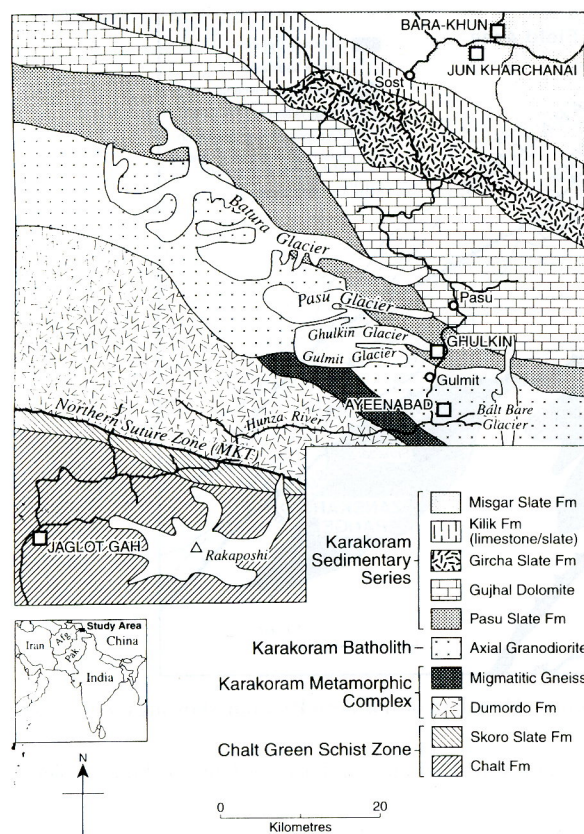 BARA-KHUN
JUN KHARCHANAI
Sost
Batura Glacier
Pasu Glacier
Pasu
Ghulkin Glacier
GHULKIN
Gulmit Glacier
Gulmit
AYEENABAD
Balt Bare
Glacier
Hunza River
Northern Suture Zone (MKT)
JAGLOT GAH
Rakaposhi
Karakoram
Sedimentary
Series
Misgar Slate Fm
Kilik Fm
(limestone/slate)
Gircha Slate Fm
Gujhal Dolomite
Pasu Slate Fm
Karakoram Batholith
Axial Granodiorite
Karakoram Metamorphic
Complex
Migmatitic Gneiss
Dumordo Fm
Chalt Green Schist Zone
Skoro Slate Fm
Chalt Fm
Study Area
Iran
Afg
Pak
China
India
N
0 20
Kilometres